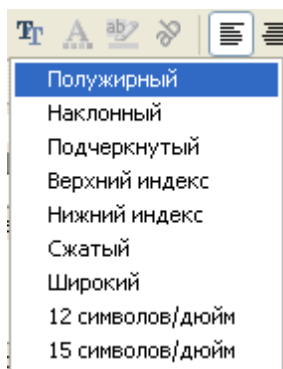 Полужирный
Наклонный
Подчеркнутый
Верхний индекс
Нижний индекс
Сжатый
Широкий
12 символов/дюйм
15 символов/дюйм